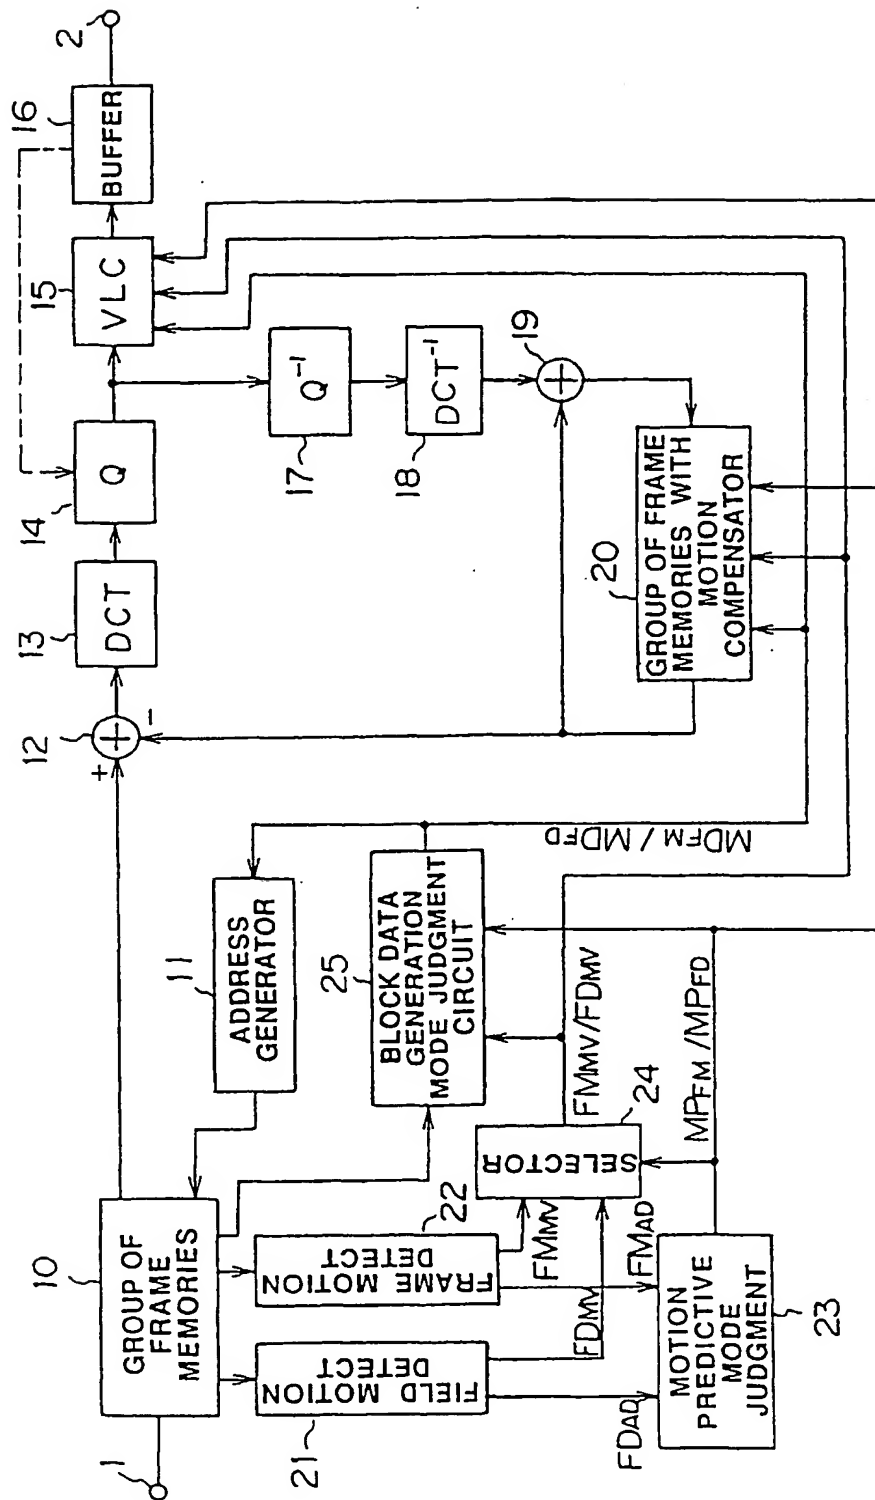 1
10
GROUP OF
FRAME
MEMORIES
11
ADDRESS
GENERATOR
12
+
−
13
DCT
14
Q
15
VLC
16
BUFFER
2
17
Q⁻¹
18
DCT⁻¹
19
20
GROUP OF FRAME
MEMORIES WITH
MOTION
COMPENSATOR
21
FIELD MOTION
DETECT
22
FRAME MOTION
DETECT
25
BLOCK DATA
GENERATION
MODE JUDGMENT
CIRCUIT
MDFM / MDFD
24
SELECTOR
FMMV
FDMV
FMMV/FDMV
FDAD
FMAD
MPFM / MPFD
23
MOTION
PREDICTIVE
MODE
JUDGMENT